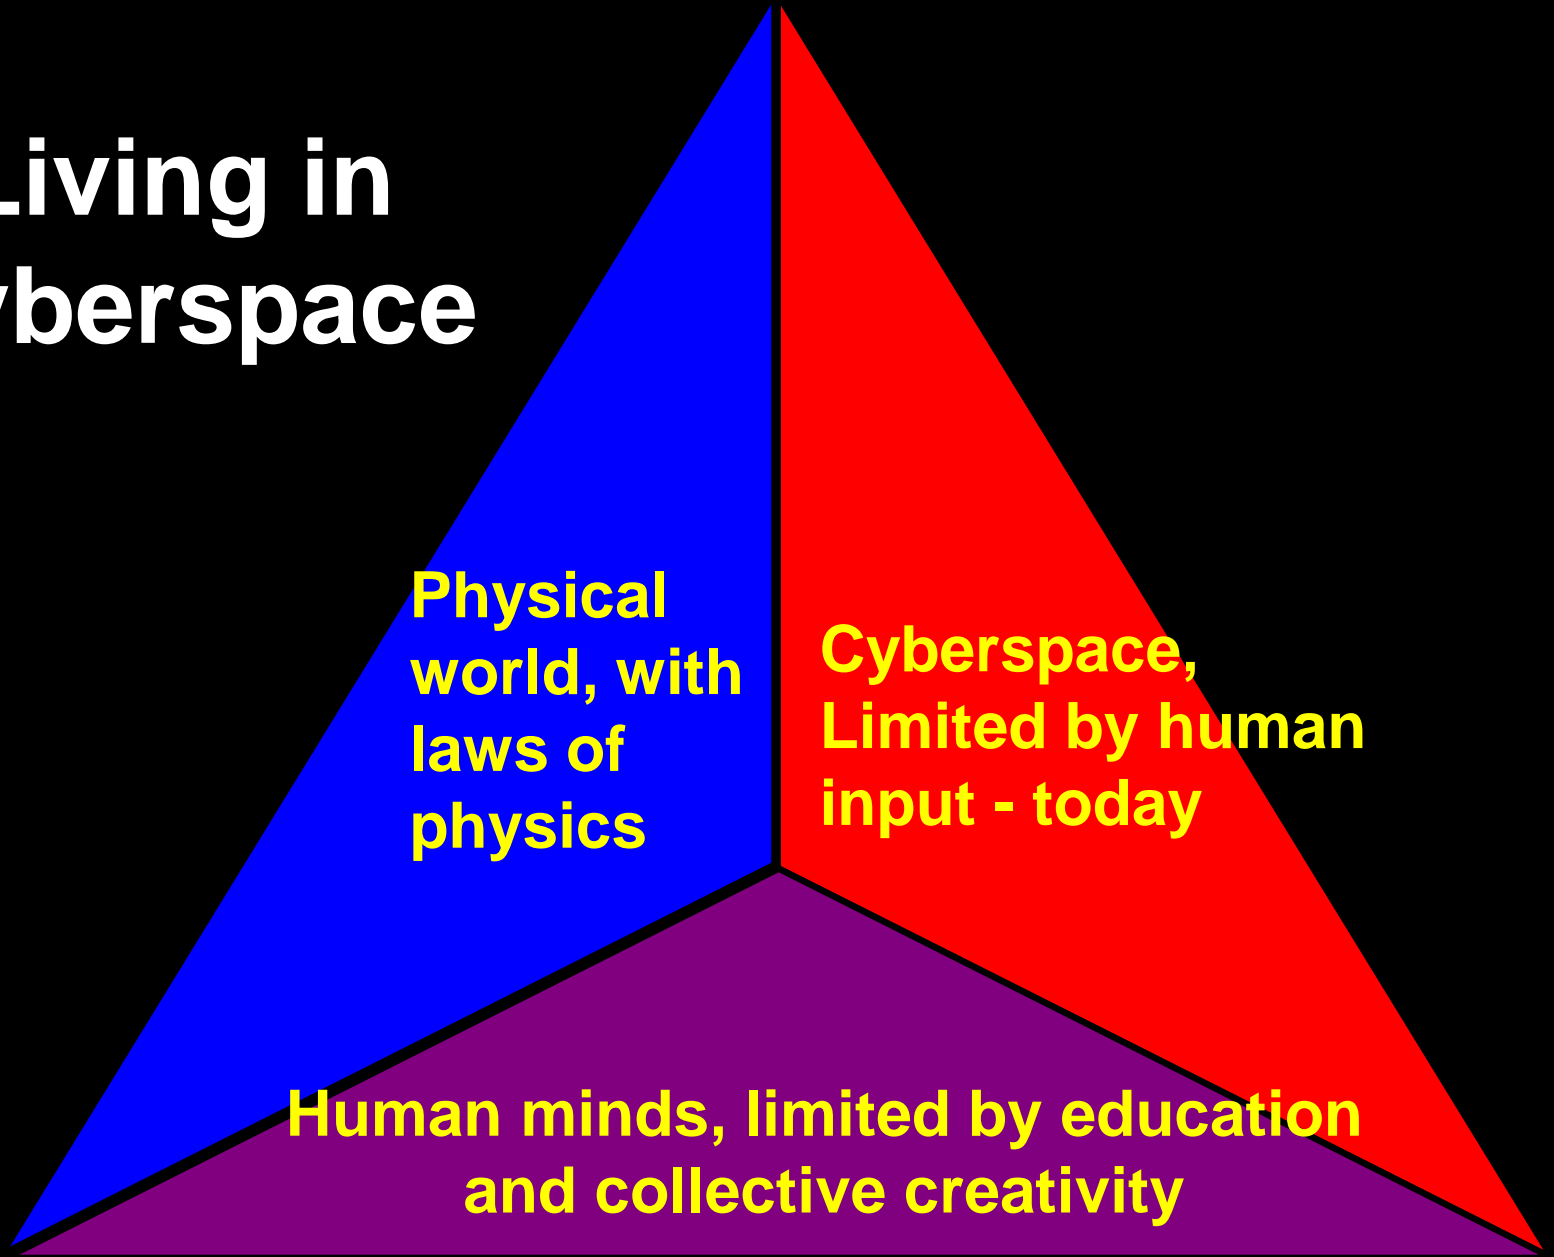 Living in
yberspace
Physical
world, with
laws of
physics
Cyberspace,
Limited by human
input - today
Human minds, limited by education
and collective creativity